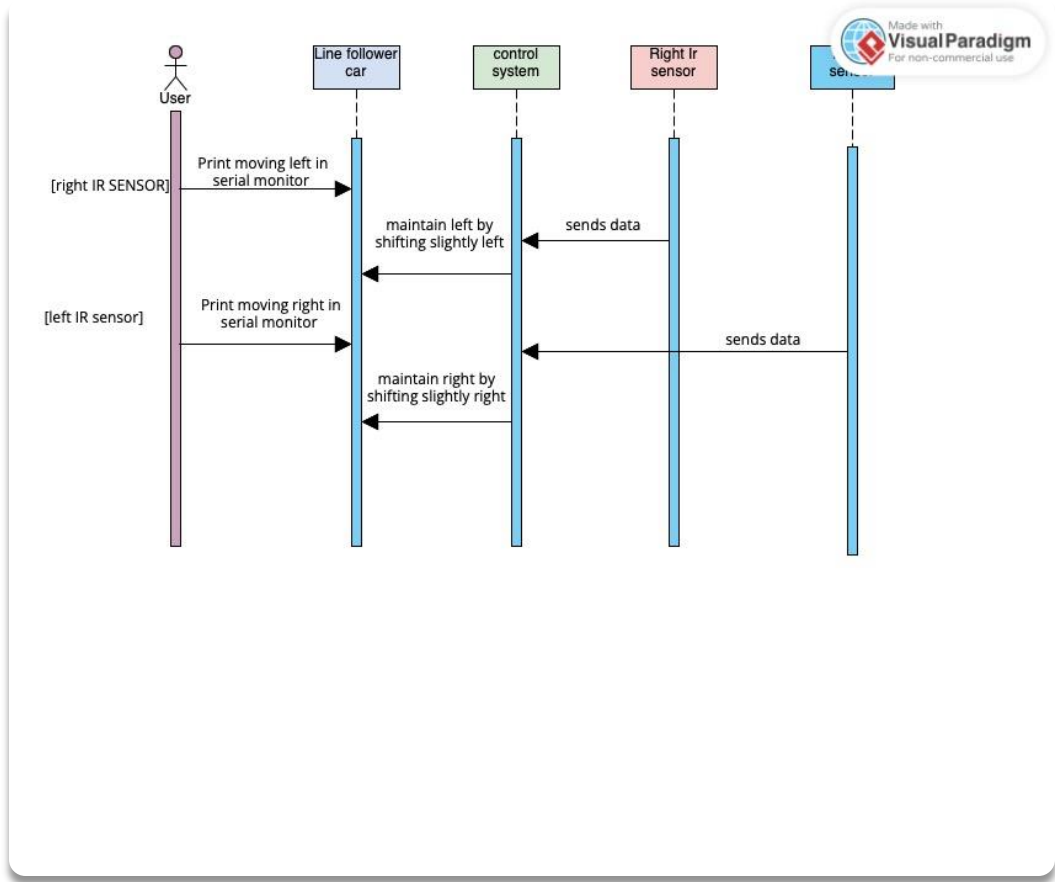 Made with
Visual Paradigm
For non-commercial use
Line follower
car
control
system
Right Ir
sensor
User
Print moving left in
serial monitor
[right IR SENSOR]
maintain left by
shifting slightly left
sends data
Print moving right in
serial monitor
[left IR sensor]
sends data
maintain right by
shifting slightly right